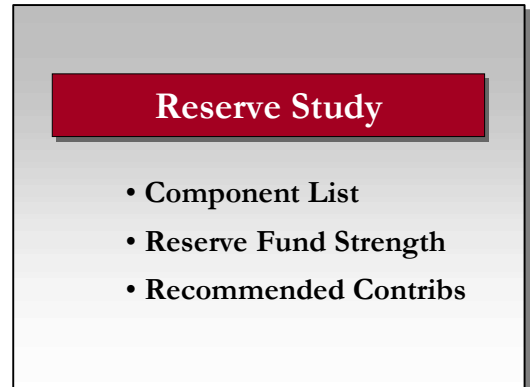 Reserve Study
• Component List
• Reserve Fund Strength
• Recommended Contribs